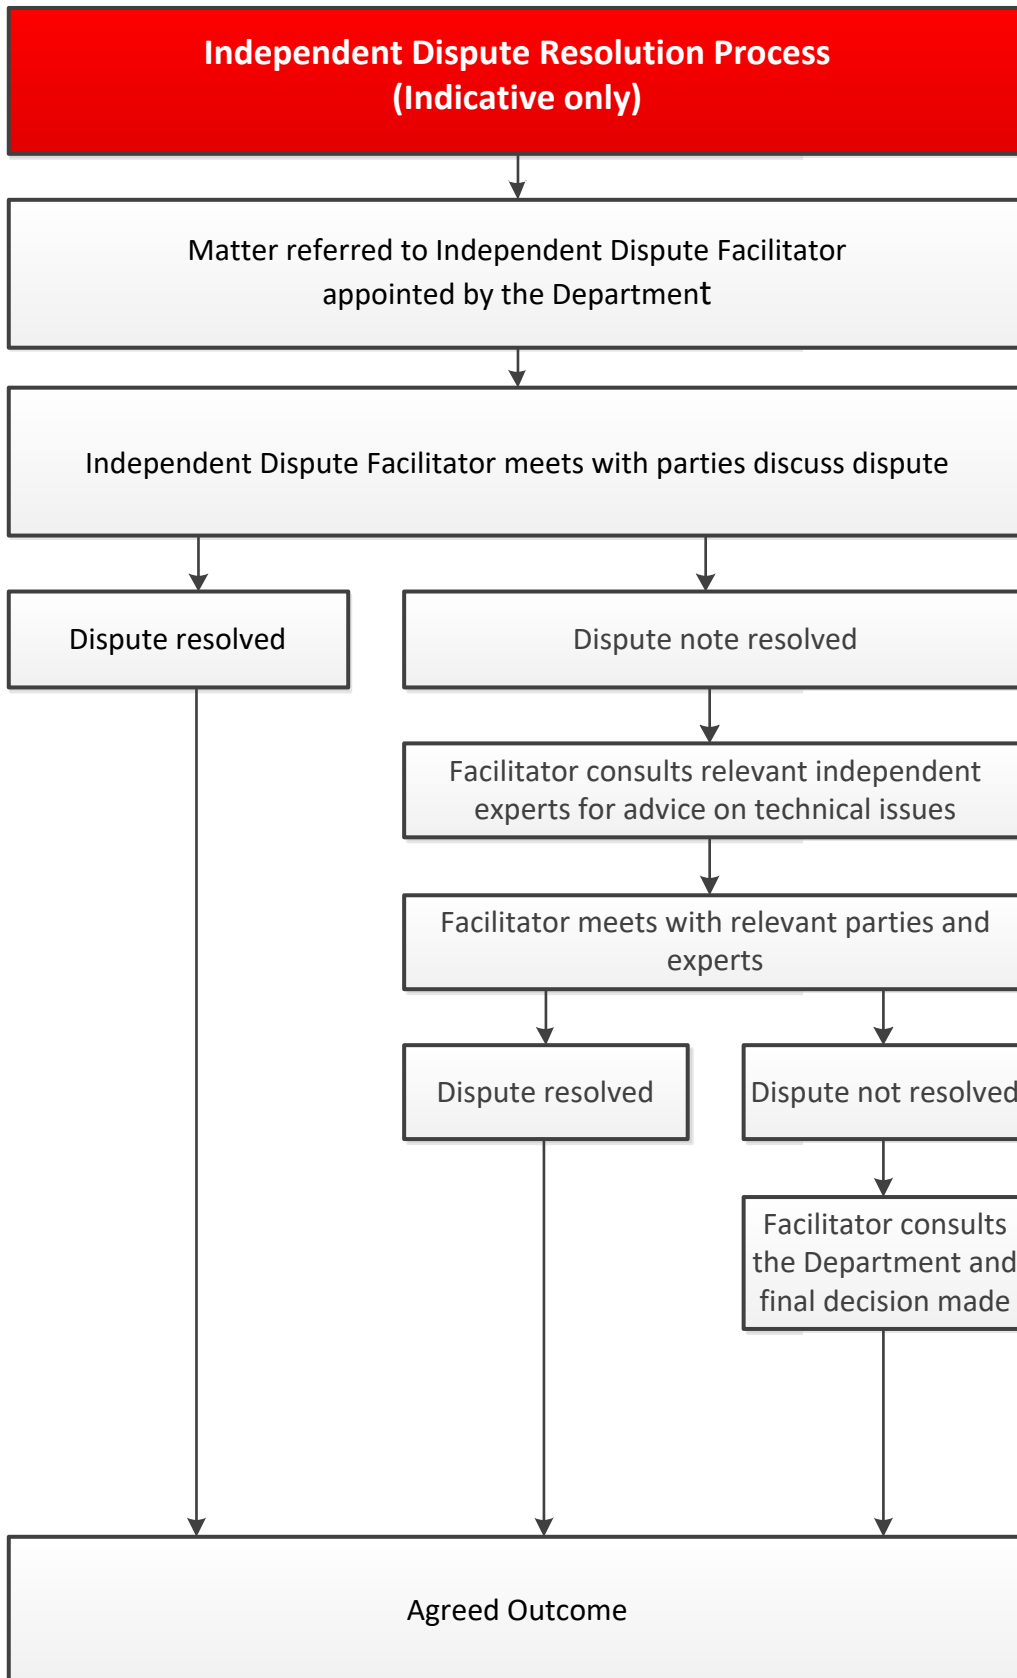 Independent Dispute Resolution Process
(Indicative only)
Matter referred to Independent Dispute Facilitator
appointed by the Department
Independent Dispute Facilitator meets with parties discuss dispute
Dispute resolved
Dispute note resolved
Facilitator consults relevant independent
experts for advice on technical issues
Facilitator meets with relevant parties and
experts
Dispute resolved
Dispute not resolved
Facilitator consults
the Department and
final decision made
Agreed Outcome